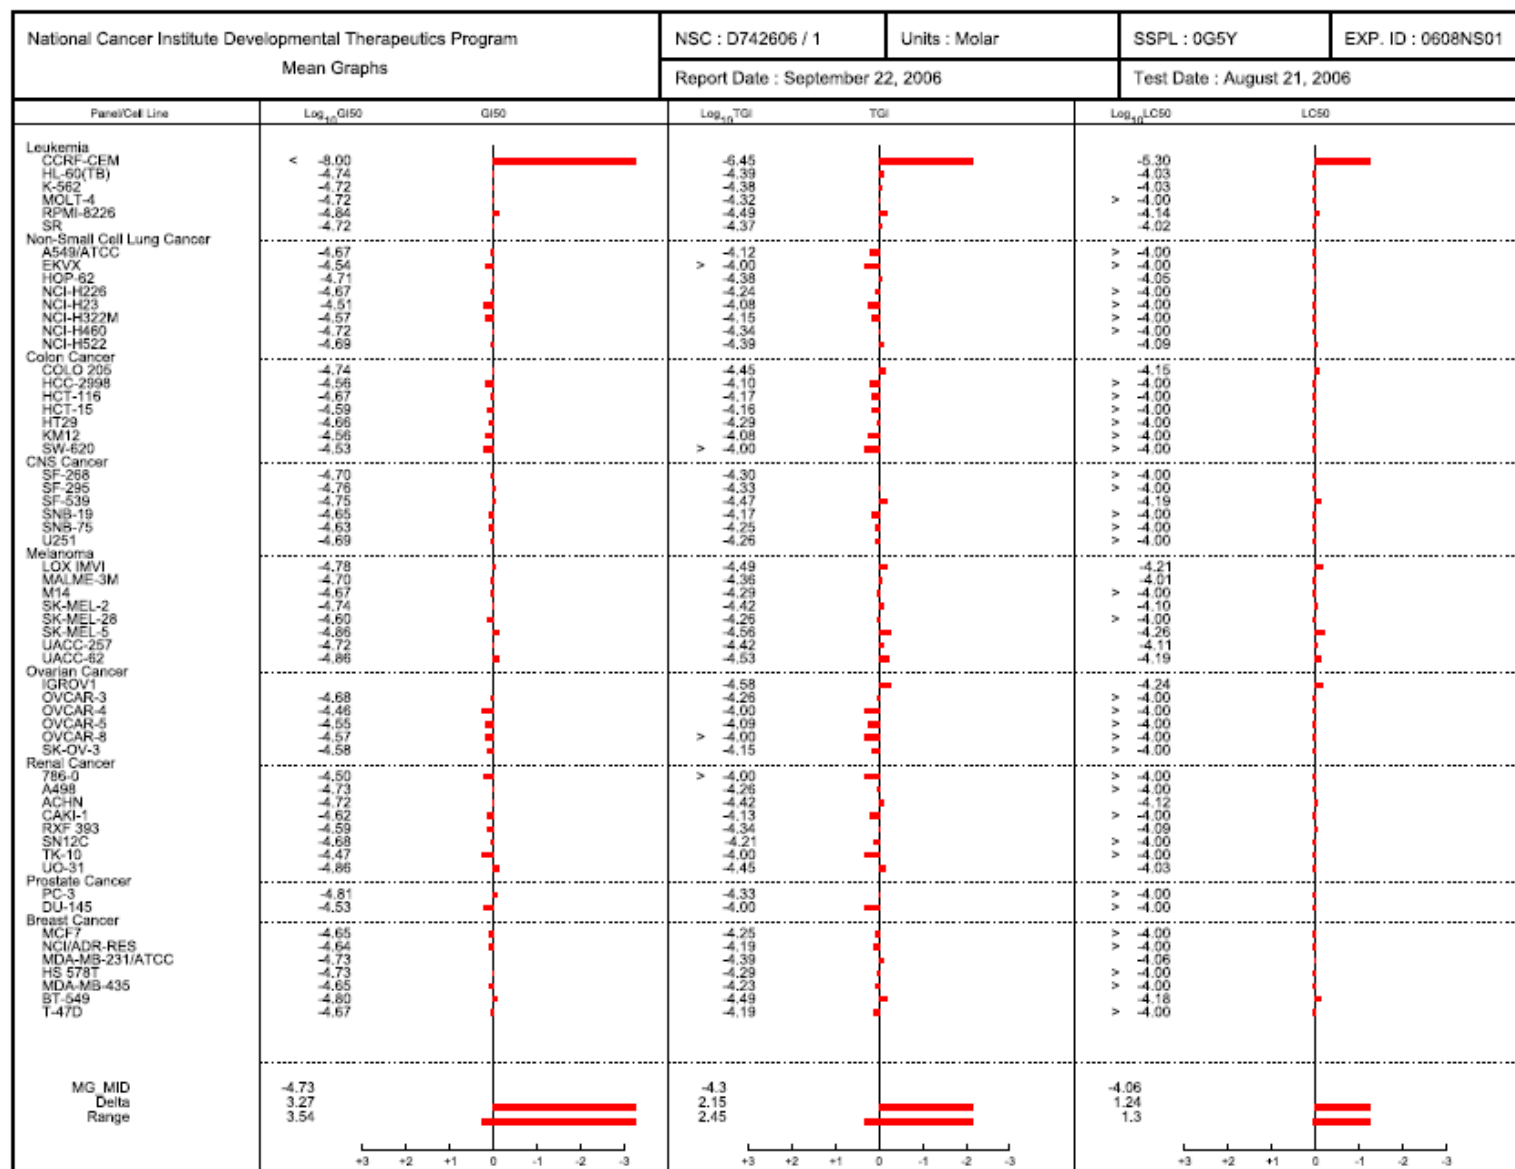 National Cancer Institute Developmental Therapeutics Program
Mean Graphs
NSC : D742606 / 1 Units : Molar SSPL : 0G5Y EXP. ID : 0608NS01
Report Date : September 22, 2006 Test Date : August 21, 2006
Panel/Cell Line Log10GI50 GI50 Log10TGI TGI Log10LC50 LC50
Leukemia
CCRF-CEM < -8.00 -6.45 -5.30
HL-60(TB) -4.74 -4.39 -4.03
K-562 -4.72 -4.38 -4.03
MOLT-4 -4.72 -4.32 > -4.00
RPMI-8226 -4.84 -4.49 -4.14
SR -4.72 -4.37 -4.02
Non-Small Cell Lung Cancer
A549/ATCC -4.67 -4.12 > -4.00
EKVX -4.54 > -4.00 > -4.00
HOP-62 -4.71 -4.38 -4.05
NCI-H226 -4.67 -4.24 > -4.00
NCI-H23 -4.51 -4.08 > -4.00
NCI-H322M -4.57 -4.15 > -4.00
NCI-H460 -4.72 -4.34 > -4.00
NCI-H522 -4.69 -4.39 -4.09
Colon Cancer
COLO 205 -4.74 -4.45 -4.15
HCC-2998 -4.56 -4.10 > -4.00
HCT-116 -4.67 -4.17 > -4.00
HCT-15 -4.59 -4.16 > -4.00
HT29 -4.66 -4.29 > -4.00
KM12 -4.56 -4.08 > -4.00
SW-620 -4.53 > -4.00 > -4.00
CNS Cancer
SF-268 -4.70 -4.30 > -4.00
SF-295 -4.76 -4.33 > -4.00
SF-539 -4.75 -4.47 -4.19
SNB-19 -4.65 -4.17 > -4.00
SNB-75 -4.63 -4.25 > -4.00
U251 -4.69 -4.26 > -4.00
Melanoma
LOX IMVI -4.78 -4.49 -4.21
MALME-3M -4.70 -4.36 -4.01
M14 -4.67 -4.29 > -4.00
SK-MEL-2 -4.74 -4.42 -4.10
SK-MEL-28 -4.60 -4.26 > -4.00
SK-MEL-5 -4.86 -4.56 -4.26
UACC-257 -4.72 -4.42 -4.11
UACC-62 -4.86 -4.53 -4.19
Ovarian Cancer
IGROV1 -4.58 -4.24
OVCAR-3 -4.68 -4.26 > -4.00
OVCAR-4 -4.46 -4.00 > -4.00
OVCAR-5 -4.55 -4.09 > -4.00
OVCAR-8 -4.57 > -4.00 > -4.00
SK-OV-3 -4.58 -4.15 > -4.00
Renal Cancer
786-0 -4.50 > -4.00 > -4.00
A498 -4.73 -4.26 > -4.00
ACHN -4.72 -4.42 -4.12
CAKI-1 -4.62 -4.13 > -4.00
RXF 393 -4.59 -4.34 -4.09
SN12C -4.68 -4.21 > -4.00
TK-10 -4.47 -4.00 > -4.00
UO-31 -4.86 -4.45 -4.03
Prostate Cancer
PC-3 -4.81 -4.33 > -4.00
DU-145 -4.53 -4.00 > -4.00
Breast Cancer
MCF7 -4.65 -4.25 > -4.00
NCI/ADR-RES -4.64 -4.19 > -4.00
MDA-MB-231/ATCC -4.73 -4.39 -4.06
HS 578T -4.73 -4.29 > -4.00
MDA-MB-435 -4.65 -4.23 > -4.00
BT-549 -4.80 -4.49 -4.18
T-47D -4.67 -4.19 > -4.00
MG_MID -4.73 -4.3 -4.06
Delta 3.27 2.15 1.24
Range 3.54 2.45 1.3
+3 +2 +1 0 -1 -2 -3 +3 +2 +1 0 -1 -2 -3 +3 +2 +1 0 -1 -2 -3